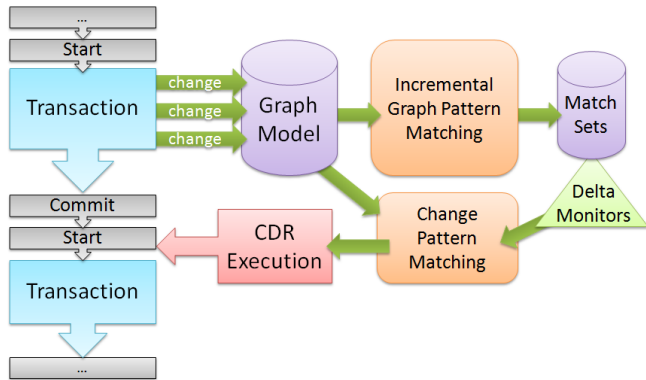 ...
Start
Transaction
change
change
change
Graph
Model
Incremental
Graph Pattern
Matching
Match
Sets
Delta
Monitors
Commit
Start
CDR
Execution
Change
Pattern
Matching
Transaction
...